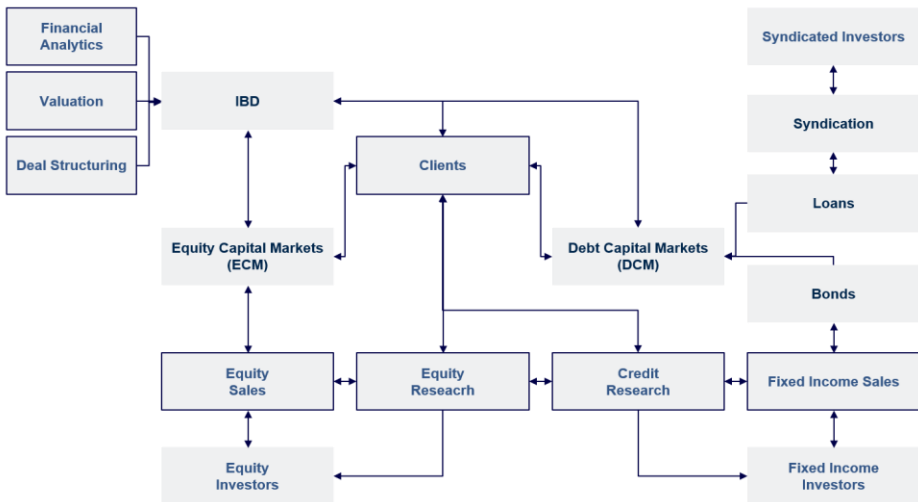 Financial
Analytics
Syndicated Investors
Valuation
IBD
Syndication
Deal Structuring
Clients
Loans
Equity Capital Markets
(ECM)
Debt Capital Markets
(DCM)
Bonds
Equity
Sales
Equity
Reseacrh
Credit
Research
Fixed Income Sales
Equity
Investors
Fixed Income
Investors